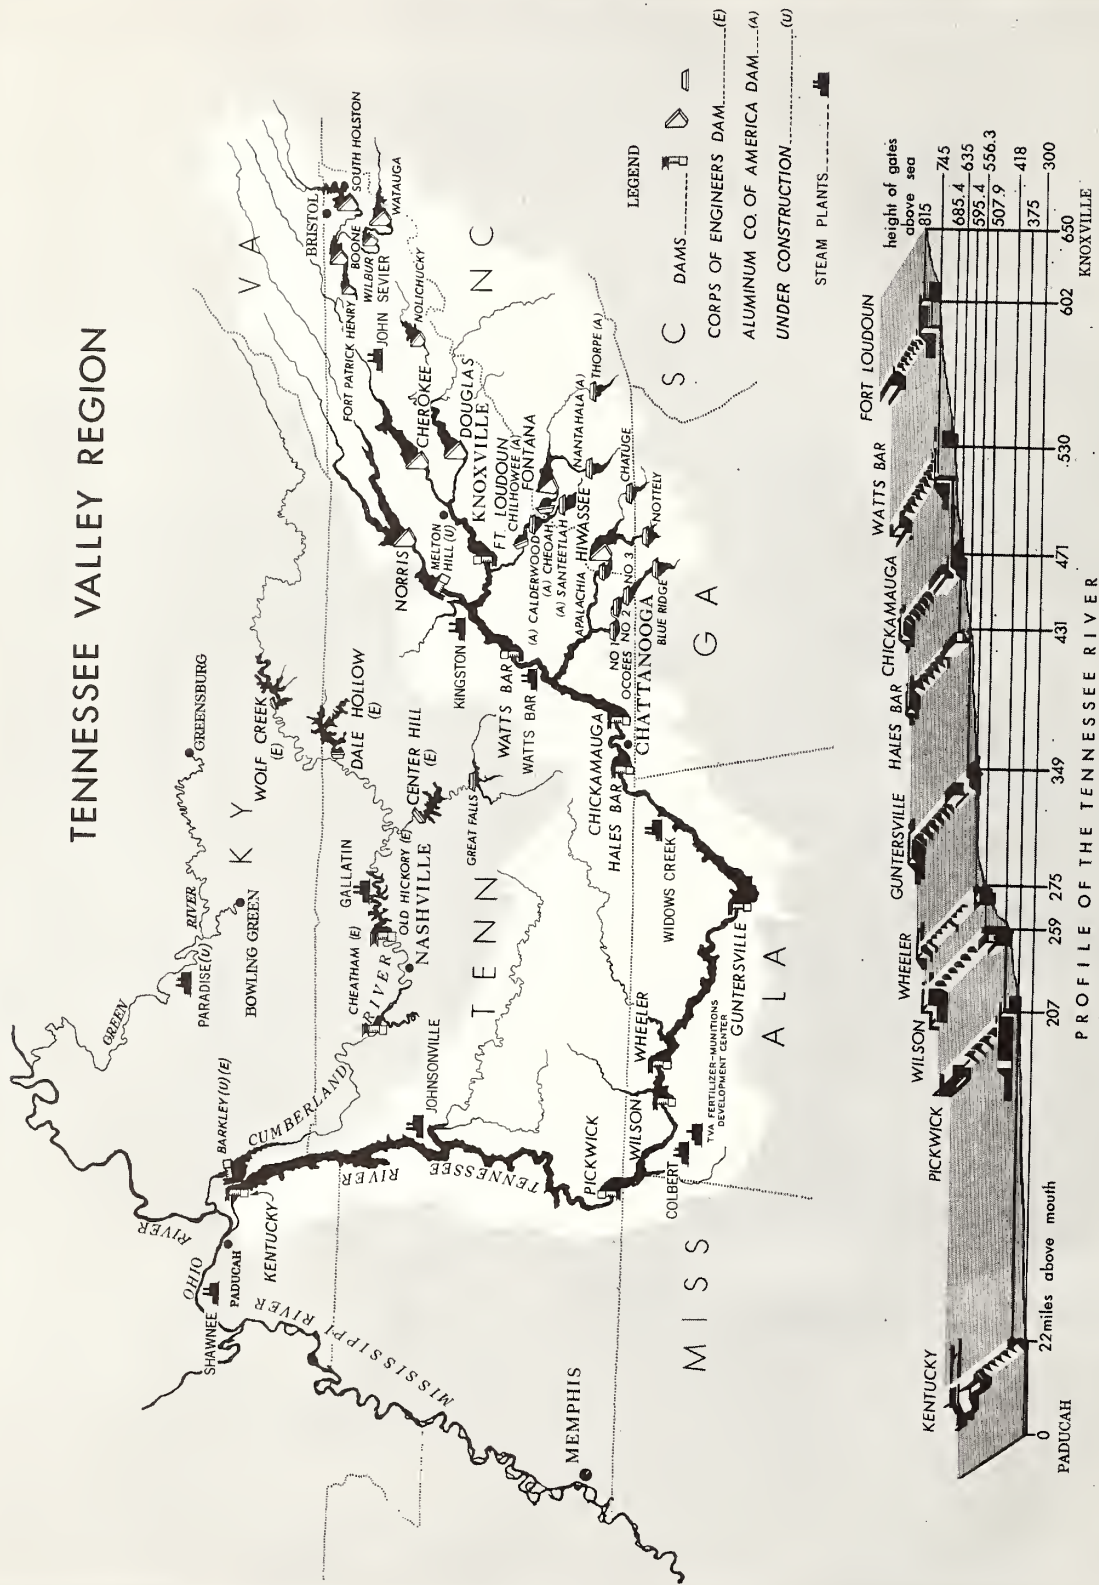 TENNESSEE VALLEY REGION
VA
KY
TENN
NC
SC
GA
ALA
MISS
OHIO
RIVER
GREEN
RIVER
CUMBERLAND
RIVER
TENNESSEE
RIVER
MISSISSIPPI RIVER
SHAWNEE
PADUCAH
KENTUCKY
BARKLEY (U) (E)
PARADISE (U)
BOWLING GREEN
GREENSBURG
WOLF CREEK
(E)
DALE HOLLOW
(E)
CENTER HILL
(E)
GALLATIN
OLD HICKORY (E)
CHEATHAM (E)
NASHVILLE
GREAT FALLS
JOHNSONVILLE
MEMPHIS
PICKWICK
COLBERT
WILSON
WHEELER
TVA FERTILIZER-MUNITIONS
DEVELOPMENT CENTER
GUNTERSVILLE
WIDOWS CREEK
HALES BAR
CHICKAMAUGA
CHATTANOOGA
WATTS BAR
WATTS BAR
KINGSTON
NORRIS
MELTON
HILL (U)
KNOXVILLE
FT. LOUDOUN
CHILHOWEE (A)
FONTANA
(A) CALDERWOOD
(A) CHEOAH
(A) SANTEETLAH
NANTAHALA (A)
THORPE (A)
HIWASSEE
APALACHIA
CHATUGE
NOTTELY
NO 1
OCOEES NO 2
NO 3
BLUE RIDGE
CHEROKEE
DOUGLAS
NOLICHUCKY
JOHN
SEVIER
FORT PATRICK HENRY
BOONE
WILBUR
WATAUGA
SOUTH HOLSTON
BRISTOL
LEGEND
DAMS
CORPS OF ENGINEERS DAM (E)
ALUMINUM CO. OF AMERICA DAM (A)
UNDER CONSTRUCTION (U)
STEAM PLANTS
KENTUCKY
PICKWICK
WILSON
WHEELER
GUNTERSVILLE
HALES BAR
CHICKAMAUGA
WATTS BAR
FORT LOUDOUN
height of gates
above sea
815
745
685.4
635
595.4
556.3
507.9
418
375
300
0
22 miles above mouth
207
259
275
349
431
471
530
602
650
PADUCAH
KNOXVILLE
PROFILE OF THE TENNESSEE RIVER